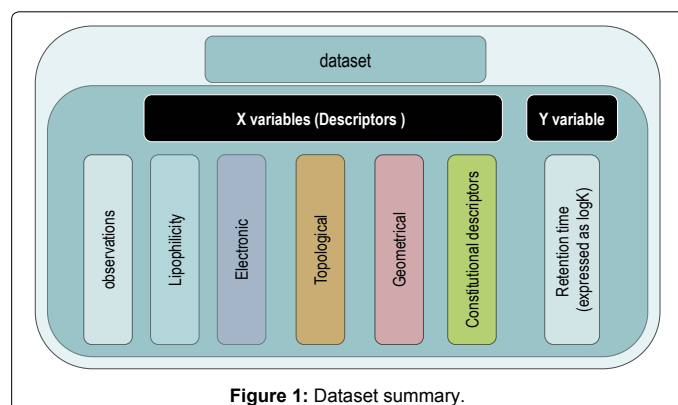 dataset
X variables (Descriptors )
Y variable
observations
Lipophilicity
Electronic
Topological
Geometrical
Constitutional descriptors
Retention time
(expressed as logK)
Figure 1: Dataset summary.